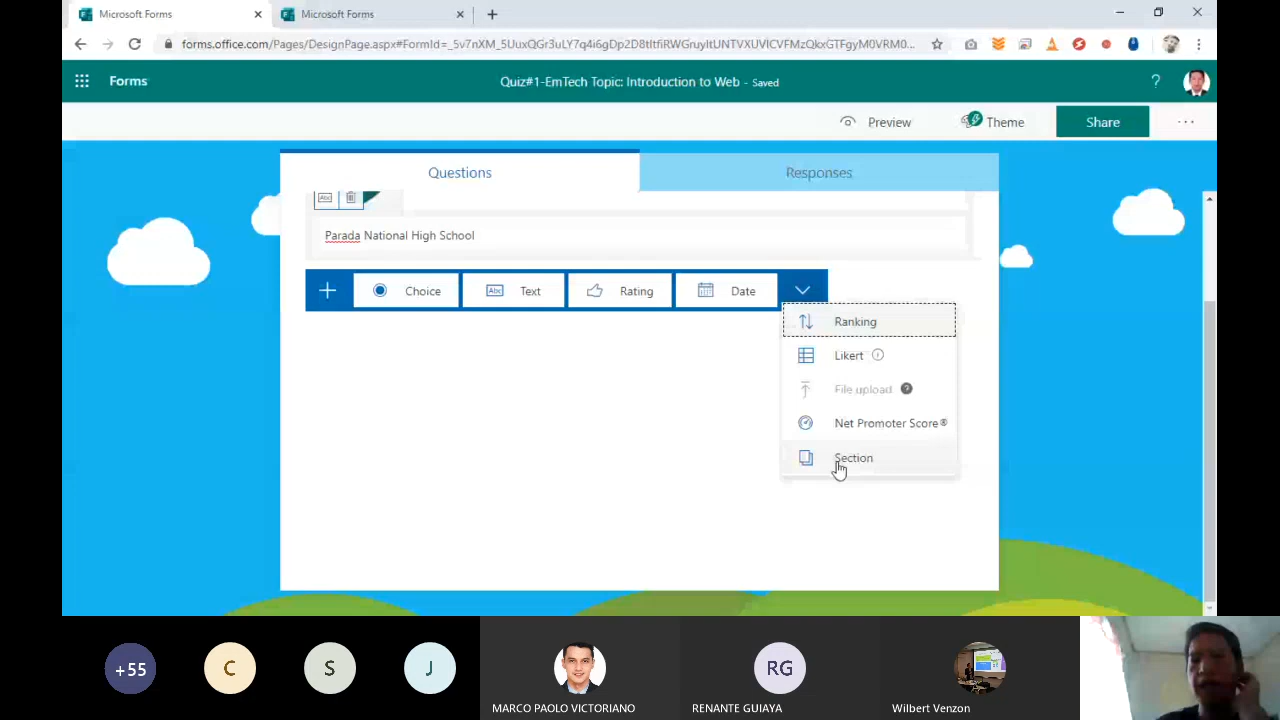 Microsoft Forms
Microsoft Forms
forms.office.com/Pages/DesignPage.aspx#FormId=
Forms
Quiz#1-EmTech Topic: Introduction to Web - Saved
?
Preview
Theme
Share
Questions
Responses
Abc
Parada National High School
Choice
Abc Text
Rating
Date
Ranking
Likert
File upload ?
Net Promoter Score®
Section
+55
C
S
J
RG
MARCO PAOLO VICTORIANO
RENANTE GUIAYA
Wilbert Venzon